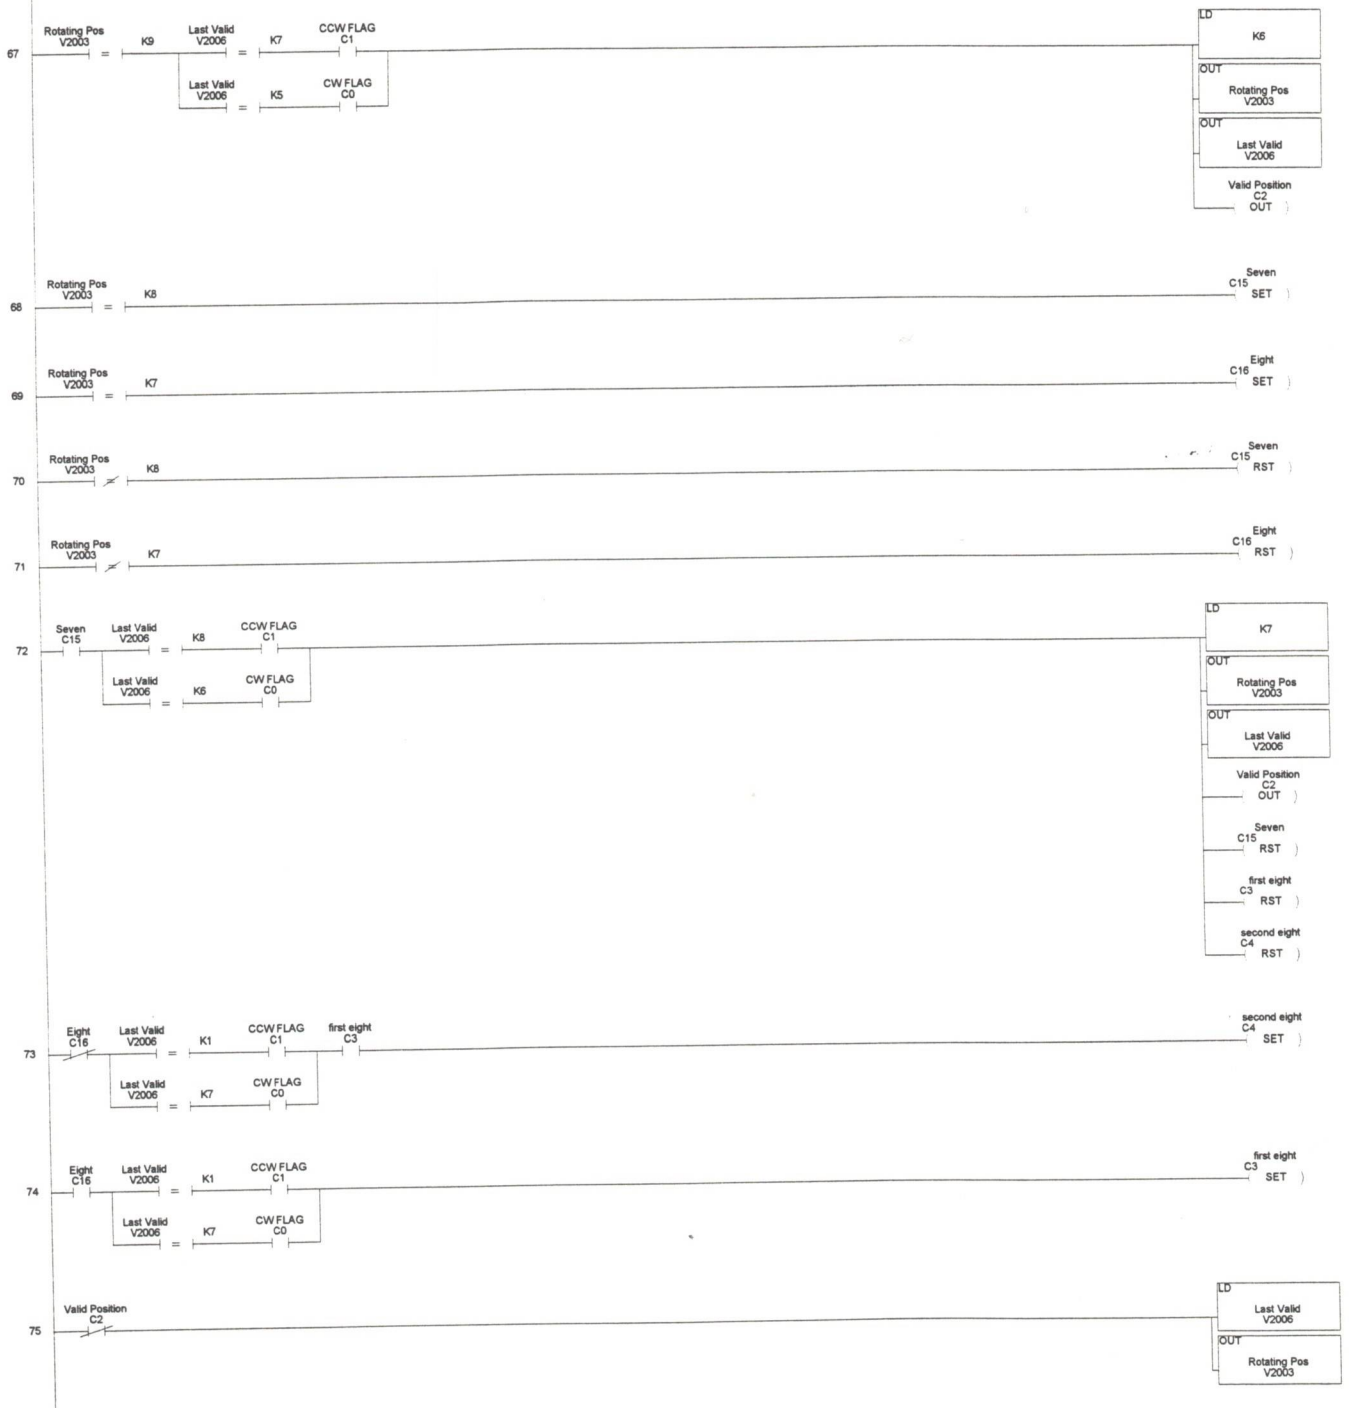 67
Rotating Pos
V2003
=
K9
Last Valid
V2006
=
K7
CCW FLAG
C1
Last Valid
V2006
=
K5
CW FLAG
C0
LD
K6
OUT
Rotating Pos
V2003
OUT
Last Valid
V2006
Valid Position
C2
OUT
68
Rotating Pos
V2003
=
K8
Seven
C15
SET
69
Rotating Pos
V2003
=
K7
Eight
C16
SET
70
Rotating Pos
V2003
≠
K8
Seven
C15
RST
71
Rotating Pos
V2003
≠
K7
Eight
C16
RST
72
Seven
C15
Last Valid
V2006
=
K8
CCW FLAG
C1
Last Valid
V2006
=
K6
CW FLAG
C0
LD
K7
OUT
Rotating Pos
V2003
OUT
Last Valid
V2006
Valid Position
C2
OUT
Seven
C15
RST
first eight
C3
RST
second eight
C4
RST
73
Eight
C16
Last Valid
V2006
=
K1
CCW FLAG
C1
first eight
C3
Last Valid
V2006
=
K7
CW FLAG
C0
second eight
C4
SET
74
Eight
C16
Last Valid
V2006
=
K1
CCW FLAG
C1
Last Valid
V2006
=
K7
CW FLAG
C0
first eight
C3
SET
75
Valid Position
C2
LD
Last Valid
V2006
OUT
Rotating Pos
V2003